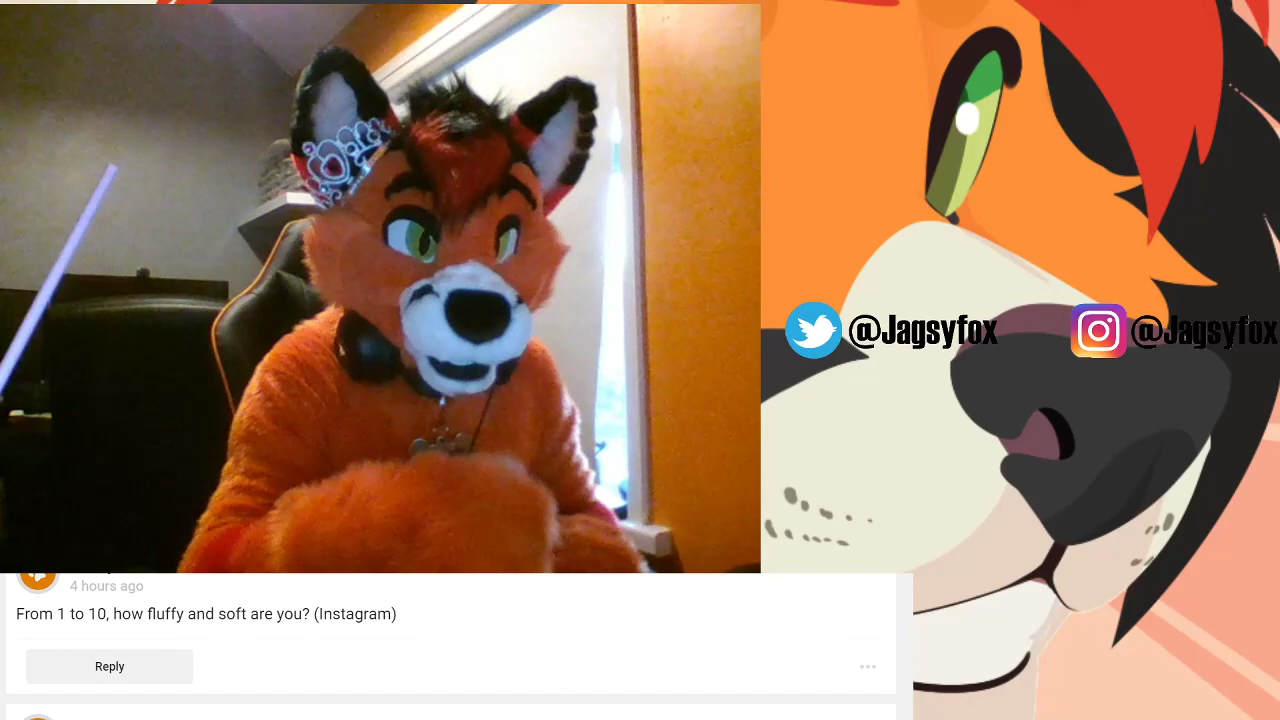 @Jagsyfox
@Jagsyfox
4 hours ago
From 1 to 10, how fluffy and soft are you? (Instagram)
Reply